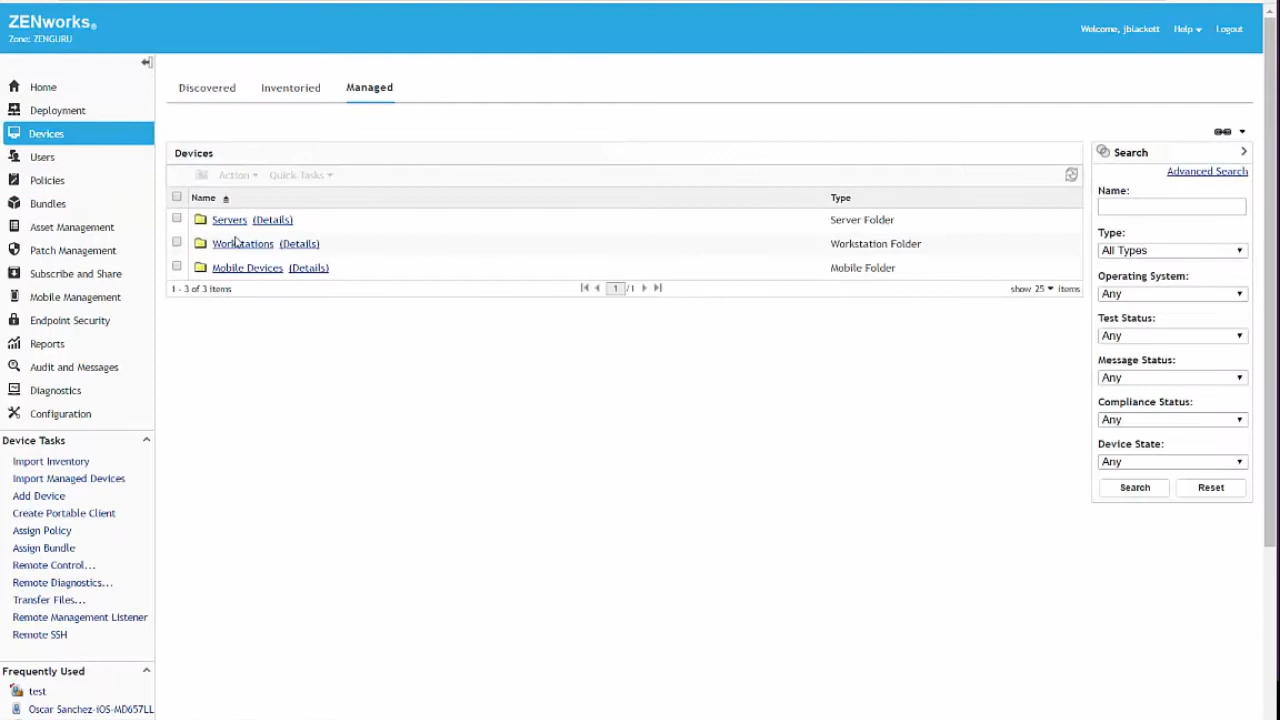 ZENworks®
Zone: ZENGURU
Welcome, jblackett
Help
Logout
Home
Deployment
Devices
Users
Policies
Bundles
Asset Management
Patch Management
Subscribe and Share
Mobile Management
Endpoint Security
Reports
Audit and Messages
Diagnostics
Configuration
Device Tasks
Import Inventory
Import Managed Devices
Add Device
Create Portable Client
Assign Policy
Assign Bundle
Remote Control...
Remote Diagnostics...
Transfer Files...
Remote Management Listener
Remote SSH
Frequently Used
test
Oscar Sanchez-iOS-MD657LL
Discovered Inventoried Managed
Devices
Action Quick Tasks
Name Type
Servers (Details) Server Folder
Workstations (Details) Workstation Folder
Mobile Devices (Details) Mobile Folder
1 - 3 of 3 items 1 / 1 show 25 items
Search
Advanced Search
Name:
Type:
All Types
Operating System:
Any
Test Status:
Any
Message Status:
Any
Compliance Status:
Any
Device State:
Any
Search Reset